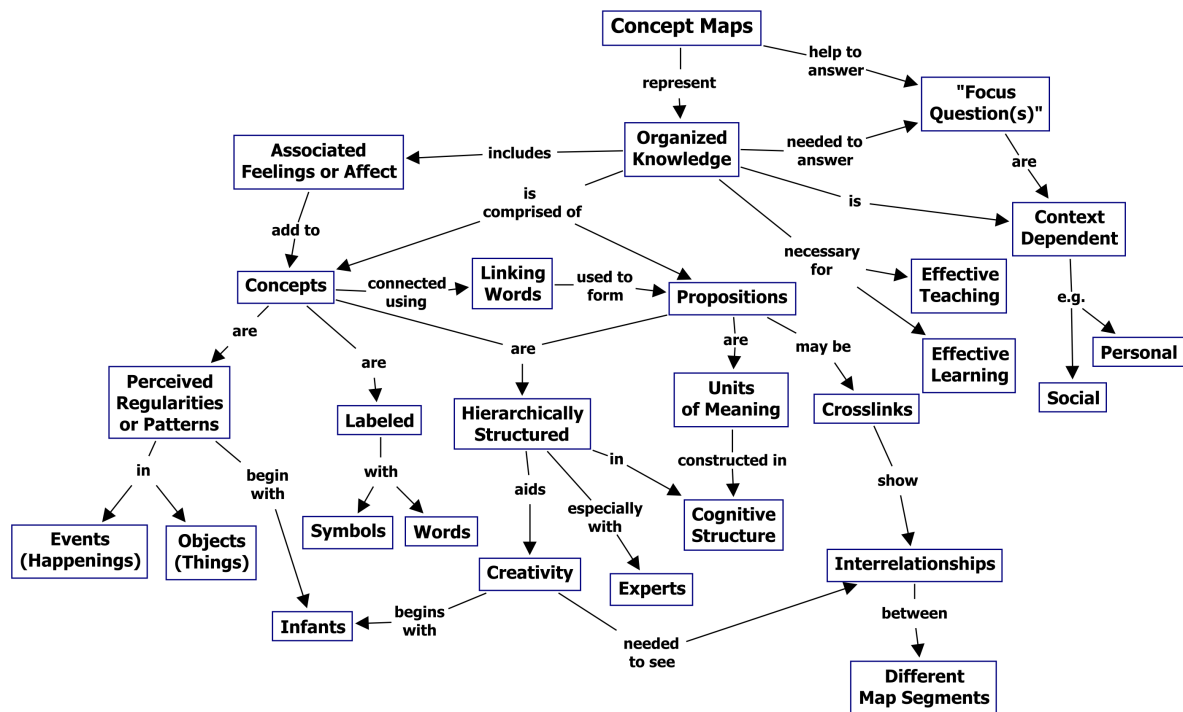 Concept Maps
help to
answer
represent
"Focus
Question(s)"
Organized
Knowledge
needed to
answer
Associated
Feelings or Affect
includes
are
is
comprised of
is
Context
Dependent
add to
necessary
for
Concepts
connected
using
Linking
Words
used to
form
Propositions
Effective
Teaching
e.g.
are
are
are
are
may be
Effective
Learning
Personal
Social
Perceived
Regularities
or Patterns
Labeled
Hierarchically
Structured
Units
of Meaning
Crosslinks
in
begin
with
with
aids
in
especially
with
constructed in
show
Events
(Happenings)
Objects
(Things)
Symbols
Words
Cognitive
Structure
Creativity
Experts
Interrelationships
Infants
begins
with
needed
to see
between
Different
Map Segments